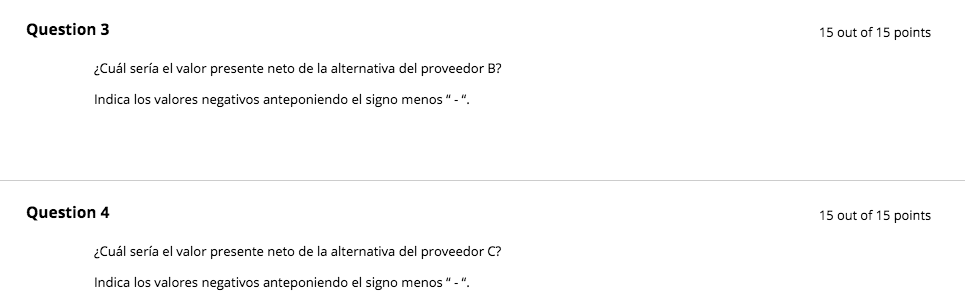 Question 3
15 out of 15 points
¿Cuál sería el valor presente neto de la alternativa del proveedor B?
Indica los valores negativos anteponiendo el signo menos “ - “.
Question 4
15 out of 15 points
¿Cuál sería el valor presente neto de la alternativa del proveedor C?
Indica los valores negativos anteponiendo el signo menos “ - “.